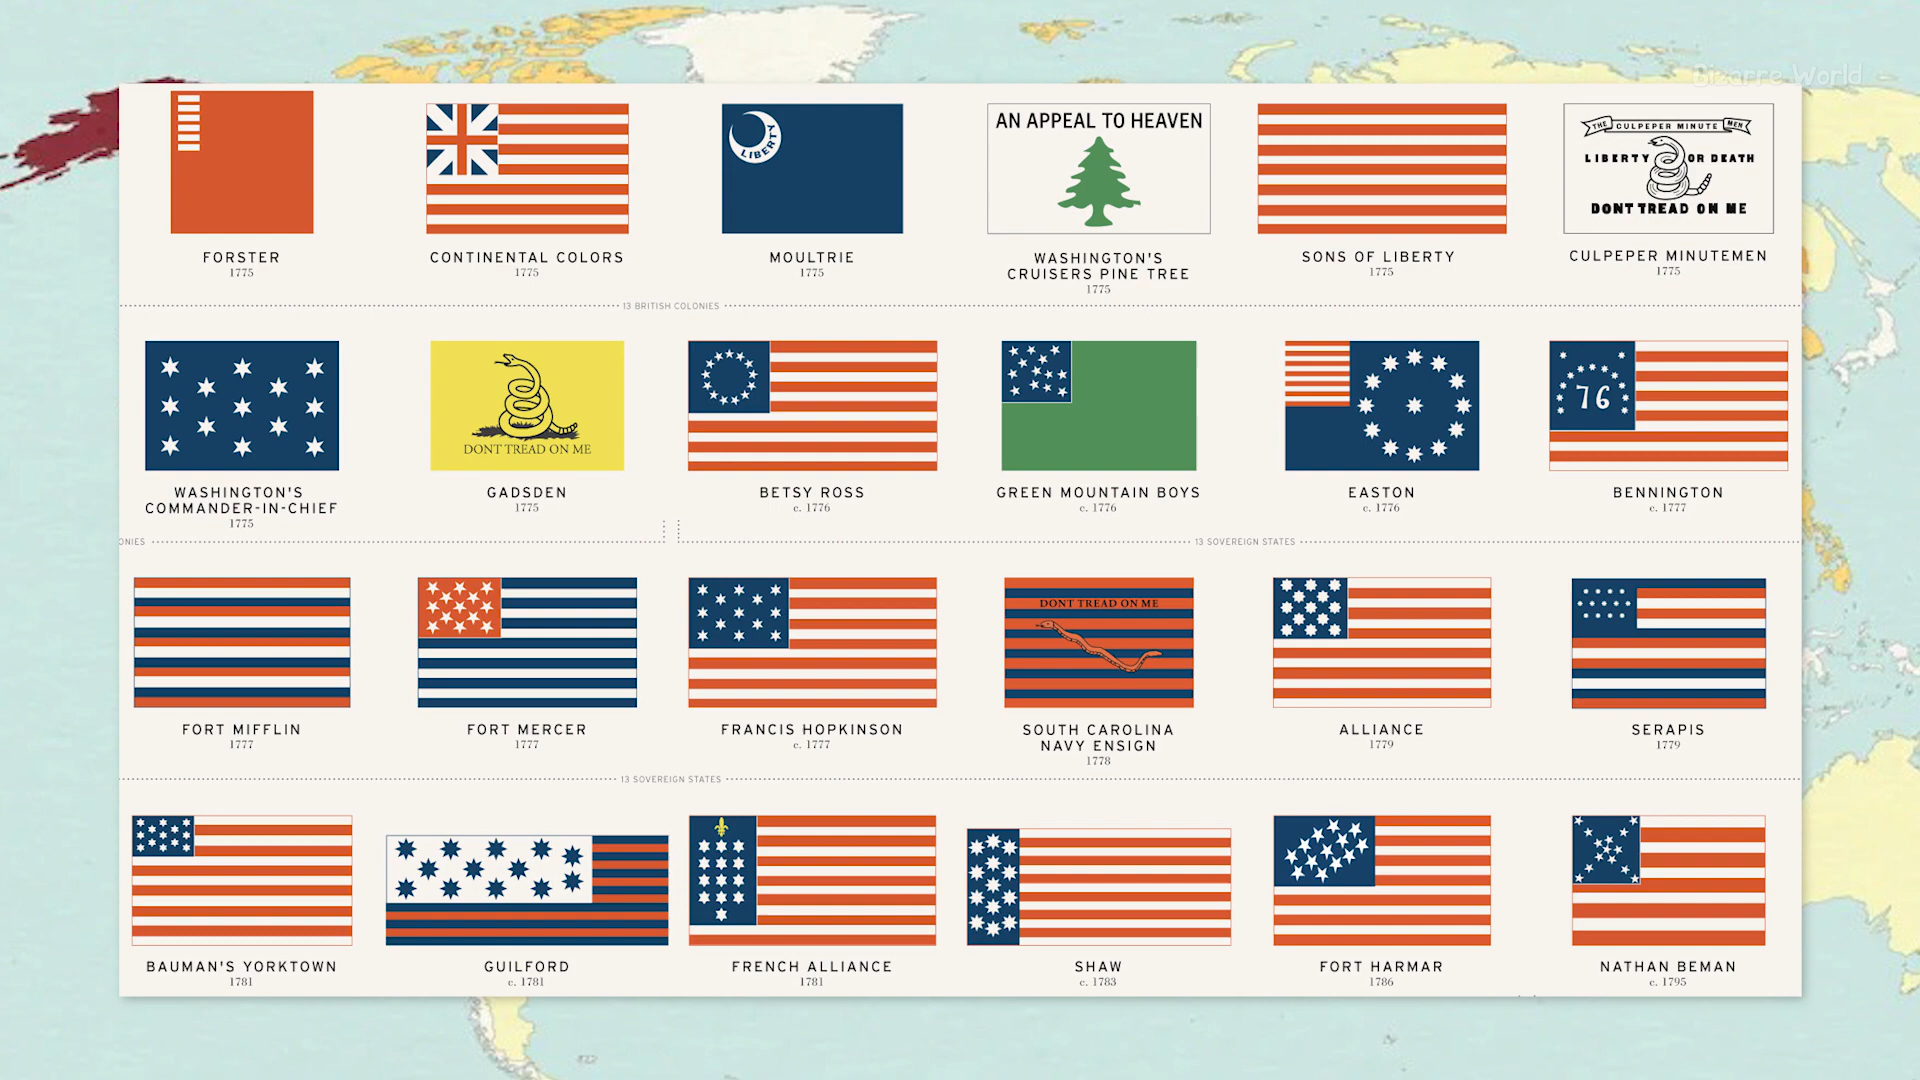 Bizarre World
AN APPEAL TO HEAVEN
LIBERTY
THE CULPEPER MINUTE MEN
LIBERTY OR DEATH
DONT TREAD ON ME
FORSTER
1775
CONTINENTAL COLORS
1775
MOULTRIE
1775
WASHINGTON'S
CRUISERS PINE TREE
1775
SONS OF LIBERTY
1775
CULPEPER MINUTEMEN
1775
13 BRITISH COLONIES
DONT TREAD ON ME
76
WASHINGTON'S
COMMANDER-IN-CHIEF
1775
GADSDEN
1775
BETSY ROSS
c. 1776
GREEN MOUNTAIN BOYS
c. 1776
EASTON
c. 1776
BENNINGTON
c. 1777
ONIES
13 SOVEREIGN STATES
DONT TREAD ON ME
FORT MIFFLIN
1777
FORT MERCER
1777
FRANCIS HOPKINSON
c. 1777
SOUTH CAROLINA
NAVY ENSIGN
1778
ALLIANCE
1779
SERAPIS
1779
13 SOVEREIGN STATES
BAUMAN'S YORKTOWN
1781
GUILFORD
c. 1781
FRENCH ALLIANCE
1781
SHAW
c. 1783
FORT HARMAR
1786
NATHAN BEMAN
c. 1795